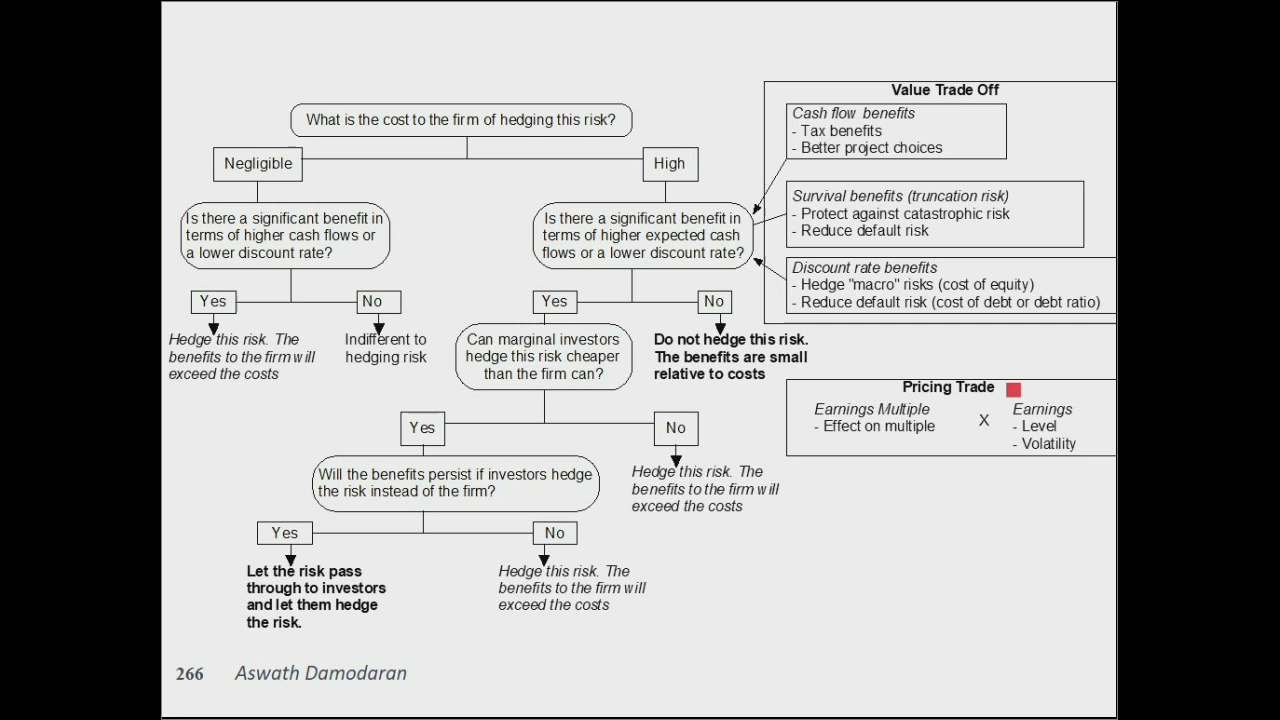 Value Trade Off
What is the cost to the firm of hedging this risk?
Cash flow benefits
- Tax benefits
- Better project choices
Negligible
High
Survival benefits (truncation risk)
- Protect against catastrophic risk
- Reduce default risk
Is there a significant benefit in
terms of higher cash flows or
a lower discount rate?
Is there a significant benefit in
terms of higher expected cash
flows or a lower discount rate?
Discount rate benefits
- Hedge "macro" risks (cost of equity)
- Reduce default risk (cost of debt or debt ratio)
Yes
No
Yes
No
Hedge this risk. The
benefits to the firm will
exceed the costs
Indifferent to
hedging risk
Can marginal investors
hedge this risk cheaper
than the firm can?
Do not hedge this risk.
The benefits are small
relative to costs
Pricing Trade
Earnings Multiple
- Effect on multiple
X
Earnings
- Level
- Volatility
Yes
No
Will the benefits persist if investors hedge
the risk instead of the firm?
Hedge this risk. The
benefits to the firm will
exceed the costs
Yes
No
Let the risk pass
through to investors
and let them hedge
the risk.
Hedge this risk. The
benefits to the firm will
exceed the costs
266 Aswath Damodaran